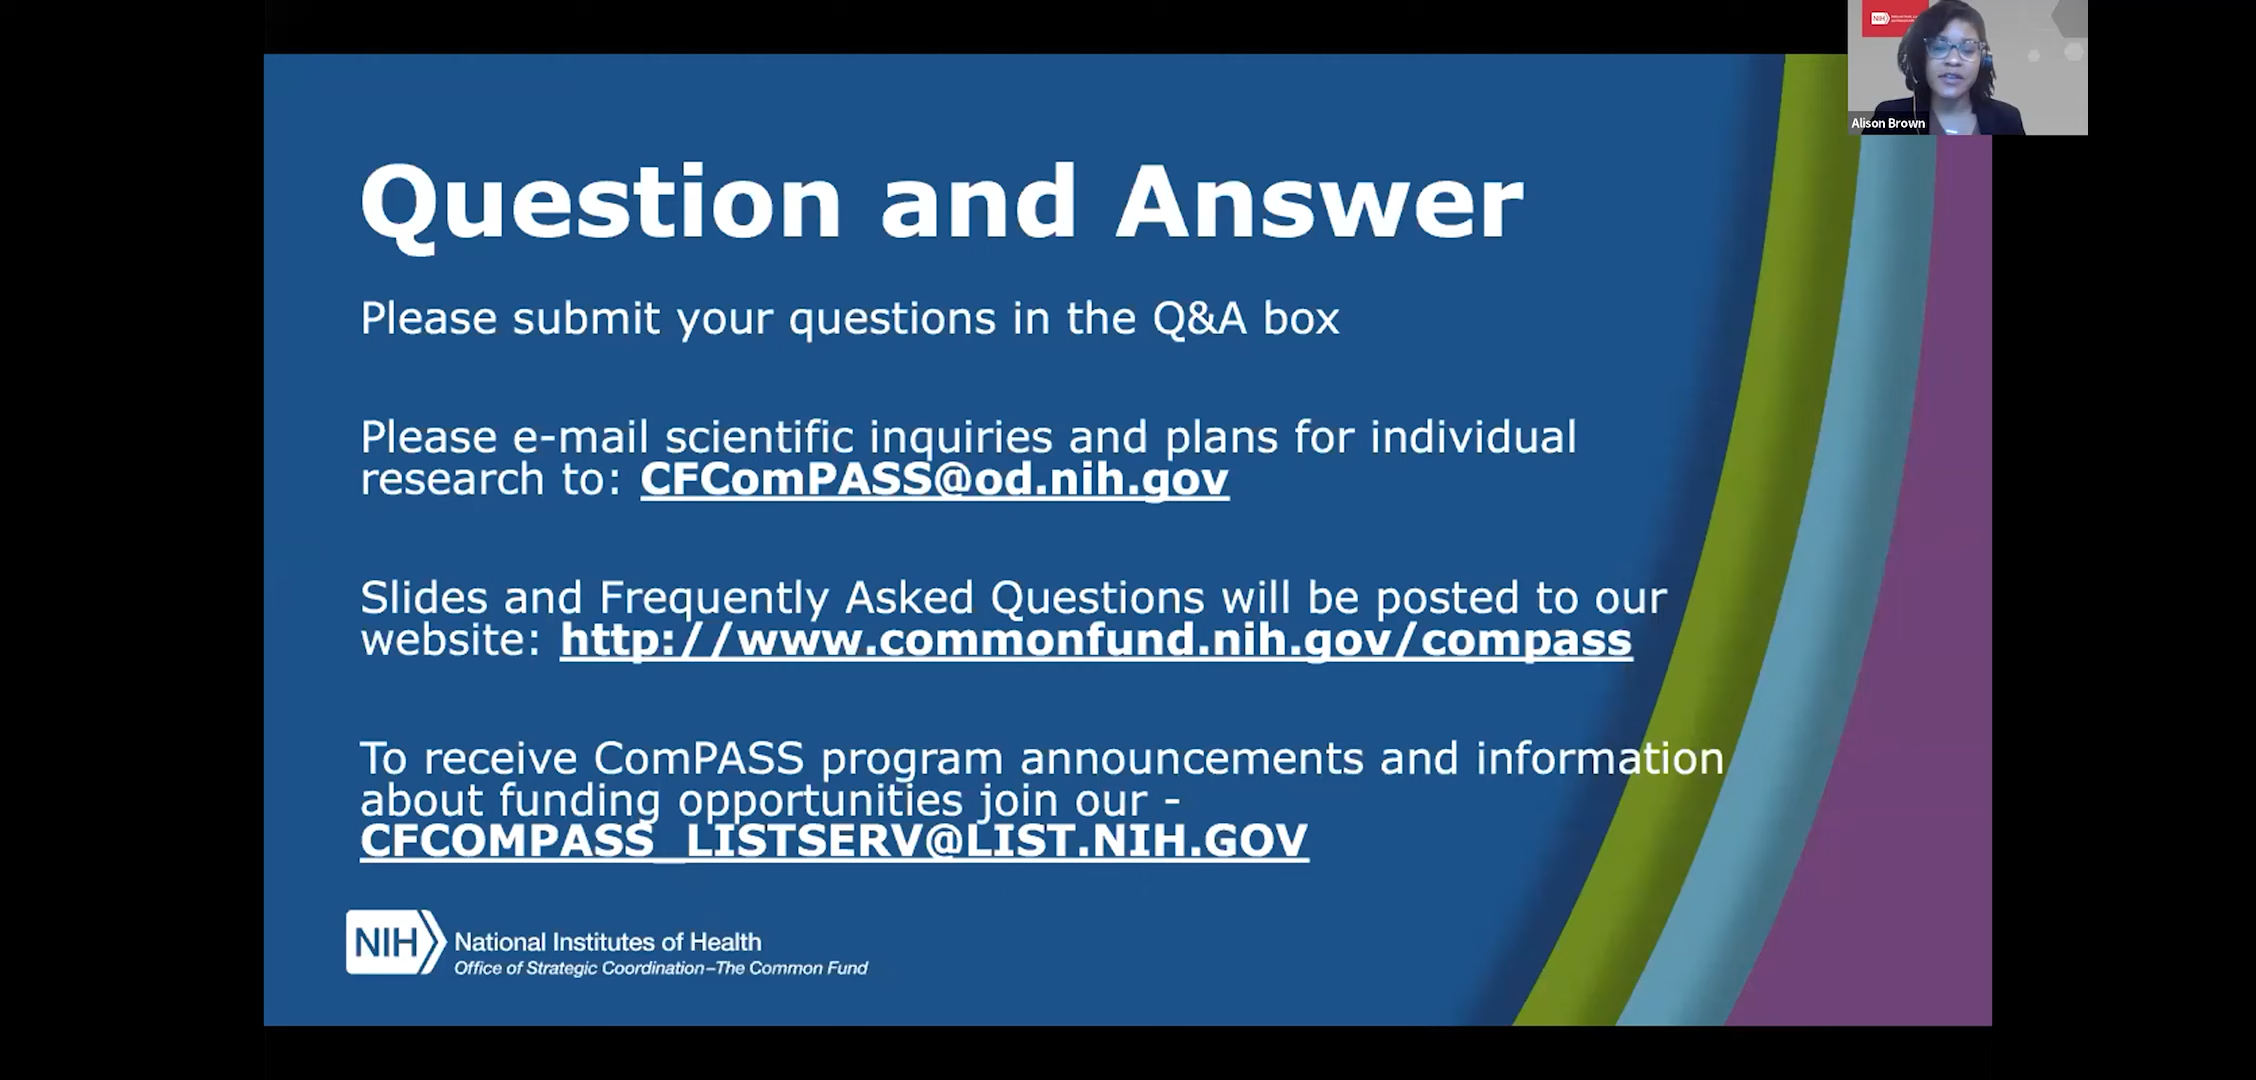 Question and Answer
Please submit your questions in the Q&A box
Please e-mail scientific inquiries and plans for individual
research to: CFComPASS@od.nih.gov
Slides and Frequently Asked Questions will be posted to our
website: http://www.commonfund.nih.gov/compass
To receive ComPASS program announcements and information
about funding opportunities join our -
CFCOMPASS_LISTSERV@LIST.NIH.GOV
NIH
National Institutes of Health
Office of Strategic Coordination–The Common Fund
NIH
Alison Brown